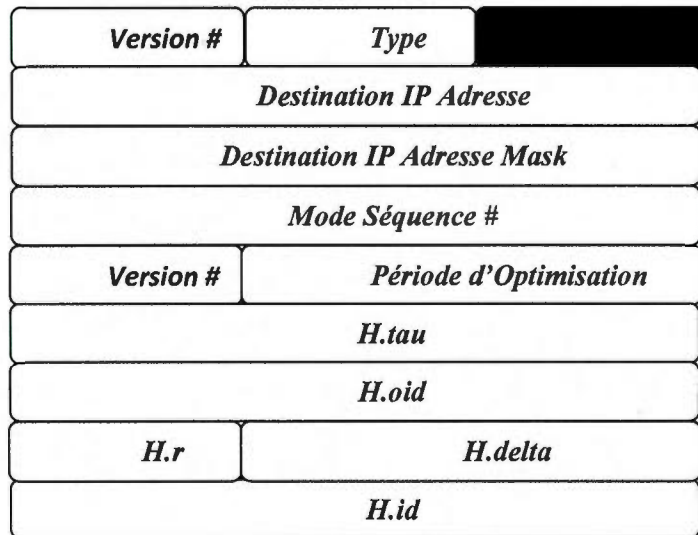 Version # Type
Destination IP Adresse
Destination IP Adresse Mask
Mode Séquence #
Version # Période d'Optimisation
H.tau
H.oid
H.r H.delta
H.id